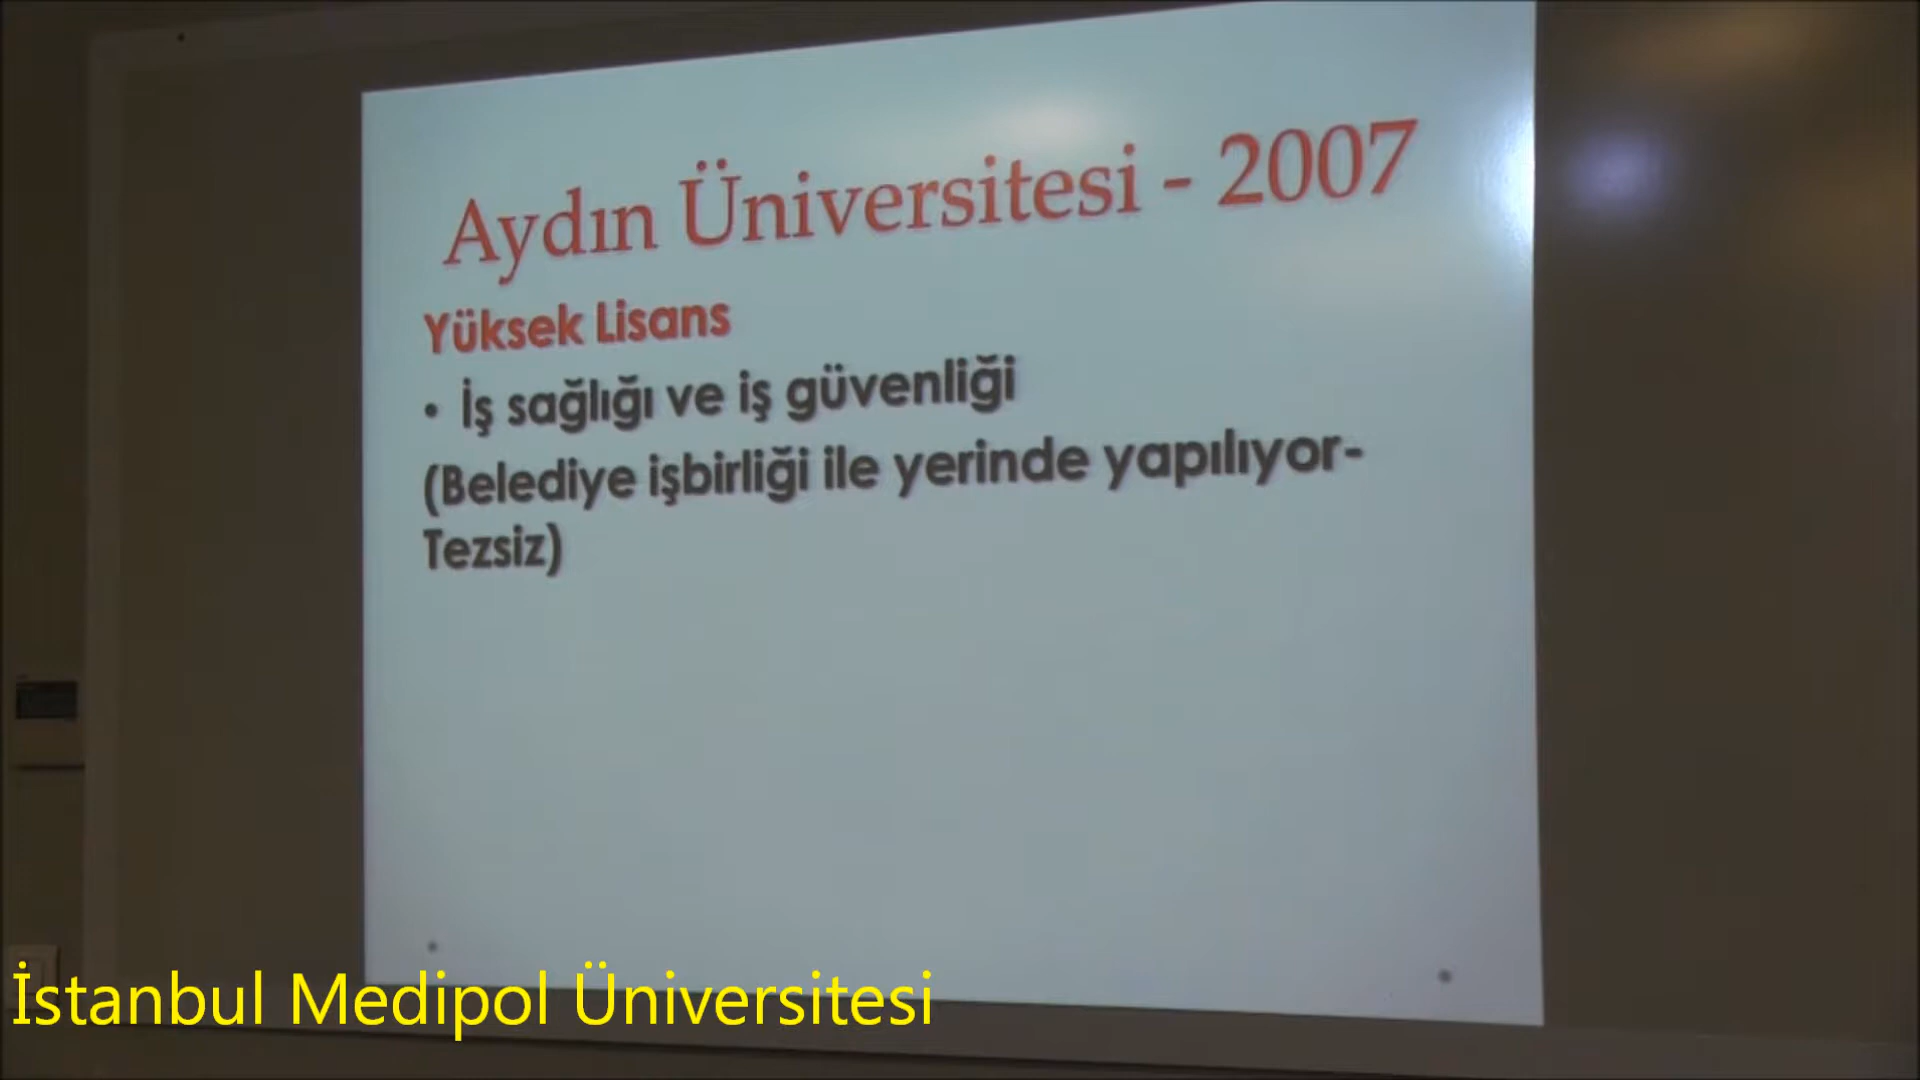 Aydın Üniversitesi - 2007
Yüksek Lisans
• İş sağlığı ve iş güvenliği
(Belediye işbirliği ile yerinde yapılıyor-
Tezsiz)
İstanbul Medipol Üniversitesi